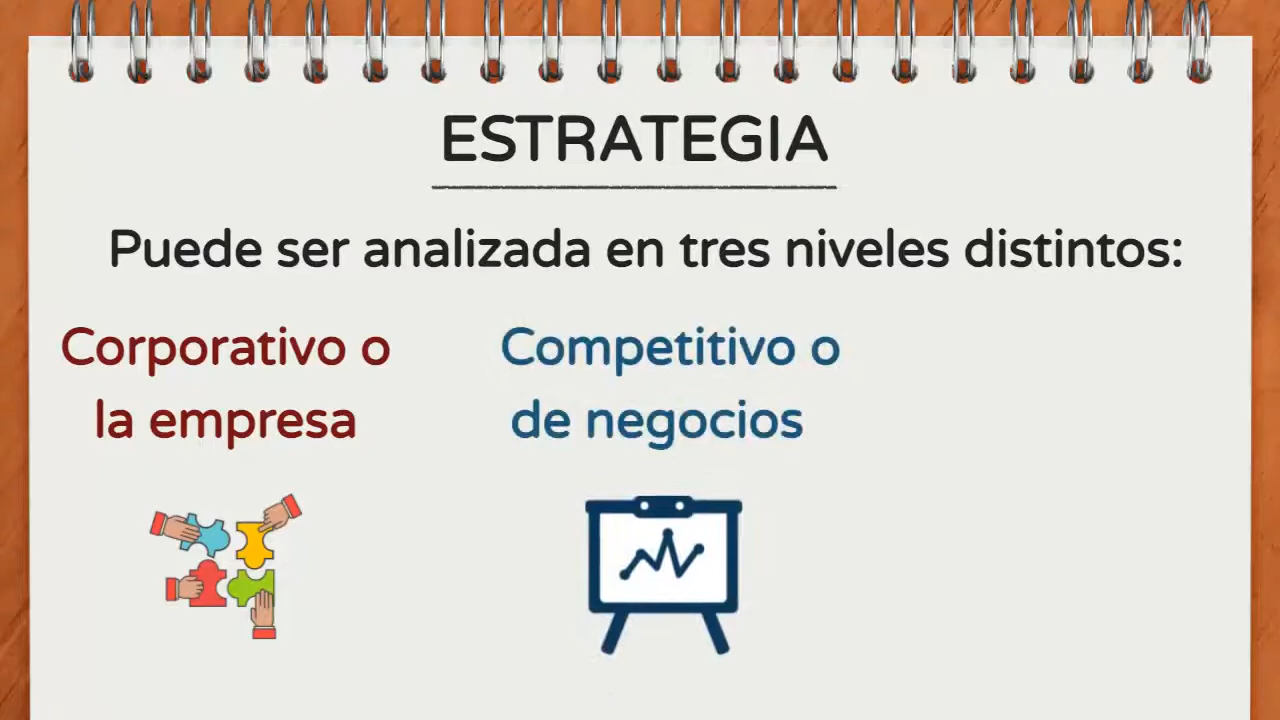 ESTRATEGIA
Puede ser analizada en tres niveles distintos:
Corporativo o
la empresa
Competitivo o
de negocios